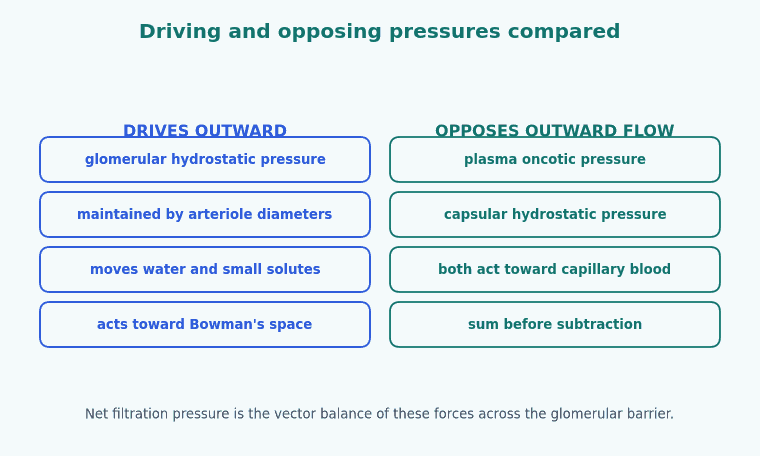 Driving and opposing pressures compared
DRIVES OUTWARD
glomerular hydrostatic pressure
maintained by arteriole diameters
moves water and small solutes
acts toward Bowman's space
OPPOSES OUTWARD FLOW
plasma oncotic pressure
capsular hydrostatic pressure
both act toward capillary blood
sum before subtraction
Net filtration pressure is the vector balance of these forces across the glomerular barrier.